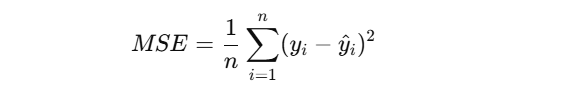 MSE = \frac{1}{n} \sum_{i=1}^{n} (y_i - \hat{y}_i)^2